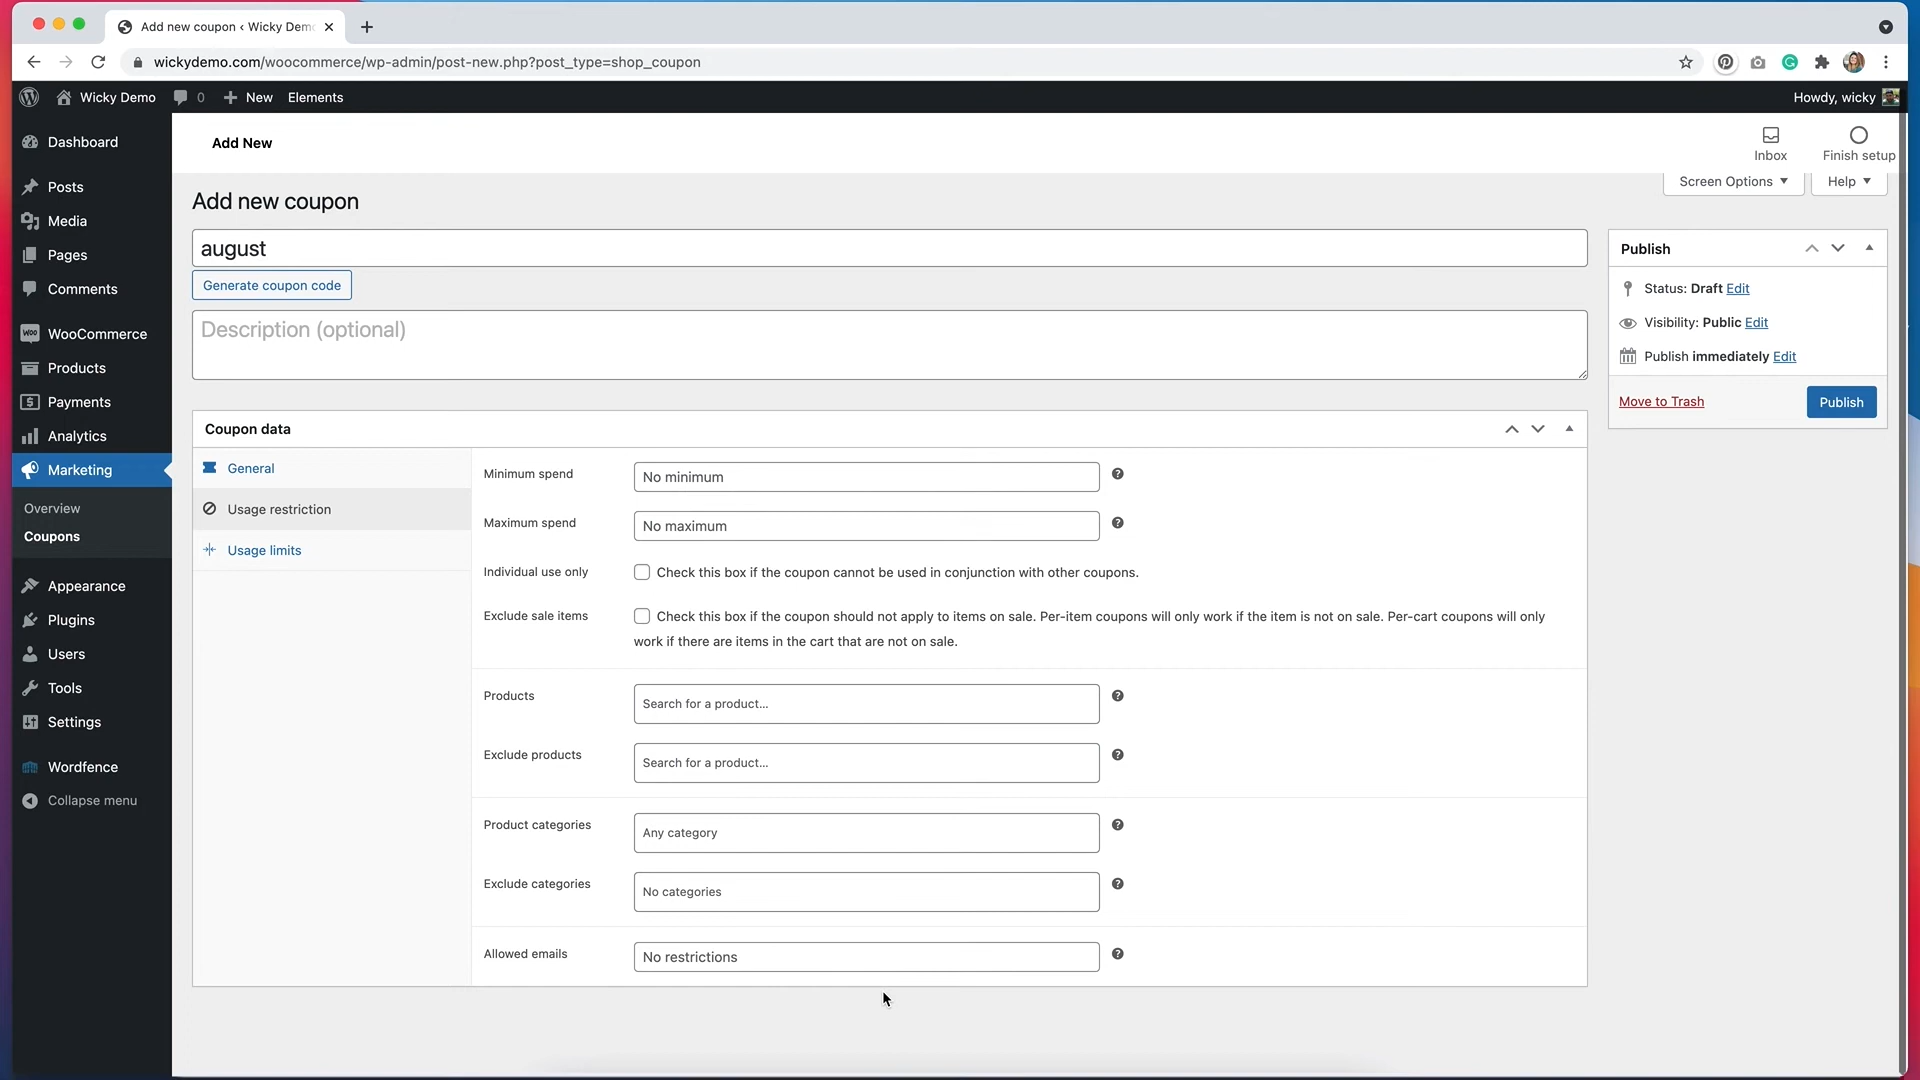 Add new coupon ‹ Wicky Demo
wickydemo.com/woocommerce/wp-admin/post-new.php?post_type=shop_coupon
Wicky Demo
0
New
Elements
Howdy, wicky
Dashboard
Posts
Media
Pages
Comments
WooCommerce
Products
Payments
Analytics
Marketing
Overview
Coupons
Appearance
Plugins
Users
Tools
Settings
Wordfence
Collapse menu
Add New
Inbox
Finish setup
Screen Options
Help
Add new coupon
august
Generate coupon code
Description (optional)
Coupon data
General
Usage restriction
Usage limits
Minimum spend
No minimum
Maximum spend
No maximum
Individual use only
Check this box if the coupon cannot be used in conjunction with other coupons.
Exclude sale items
Check this box if the coupon should not apply to items on sale. Per-item coupons will only work if the item is not on sale. Per-cart coupons will only
work if there are items in the cart that are not on sale.
Products
Search for a product…
Exclude products
Search for a product…
Product categories
Any category
Exclude categories
No categories
Allowed emails
No restrictions
Publish
Status: Draft Edit
Visibility: Public Edit
Publish immediately Edit
Move to Trash
Publish